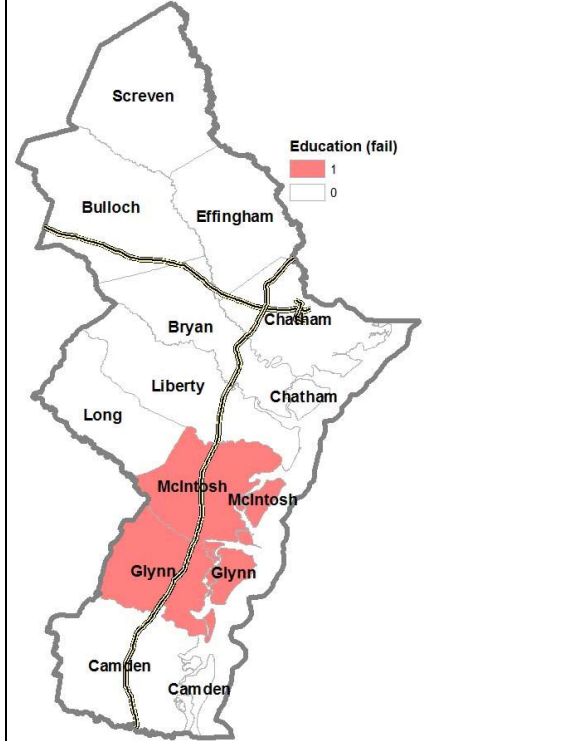 Screven
Education (fail)
1
0
Bulloch
Effingham
Chatham
Bryan
Liberty
Chatham
Long
McIntosh
McIntosh
Glynn
Glynn
Camden
Camden